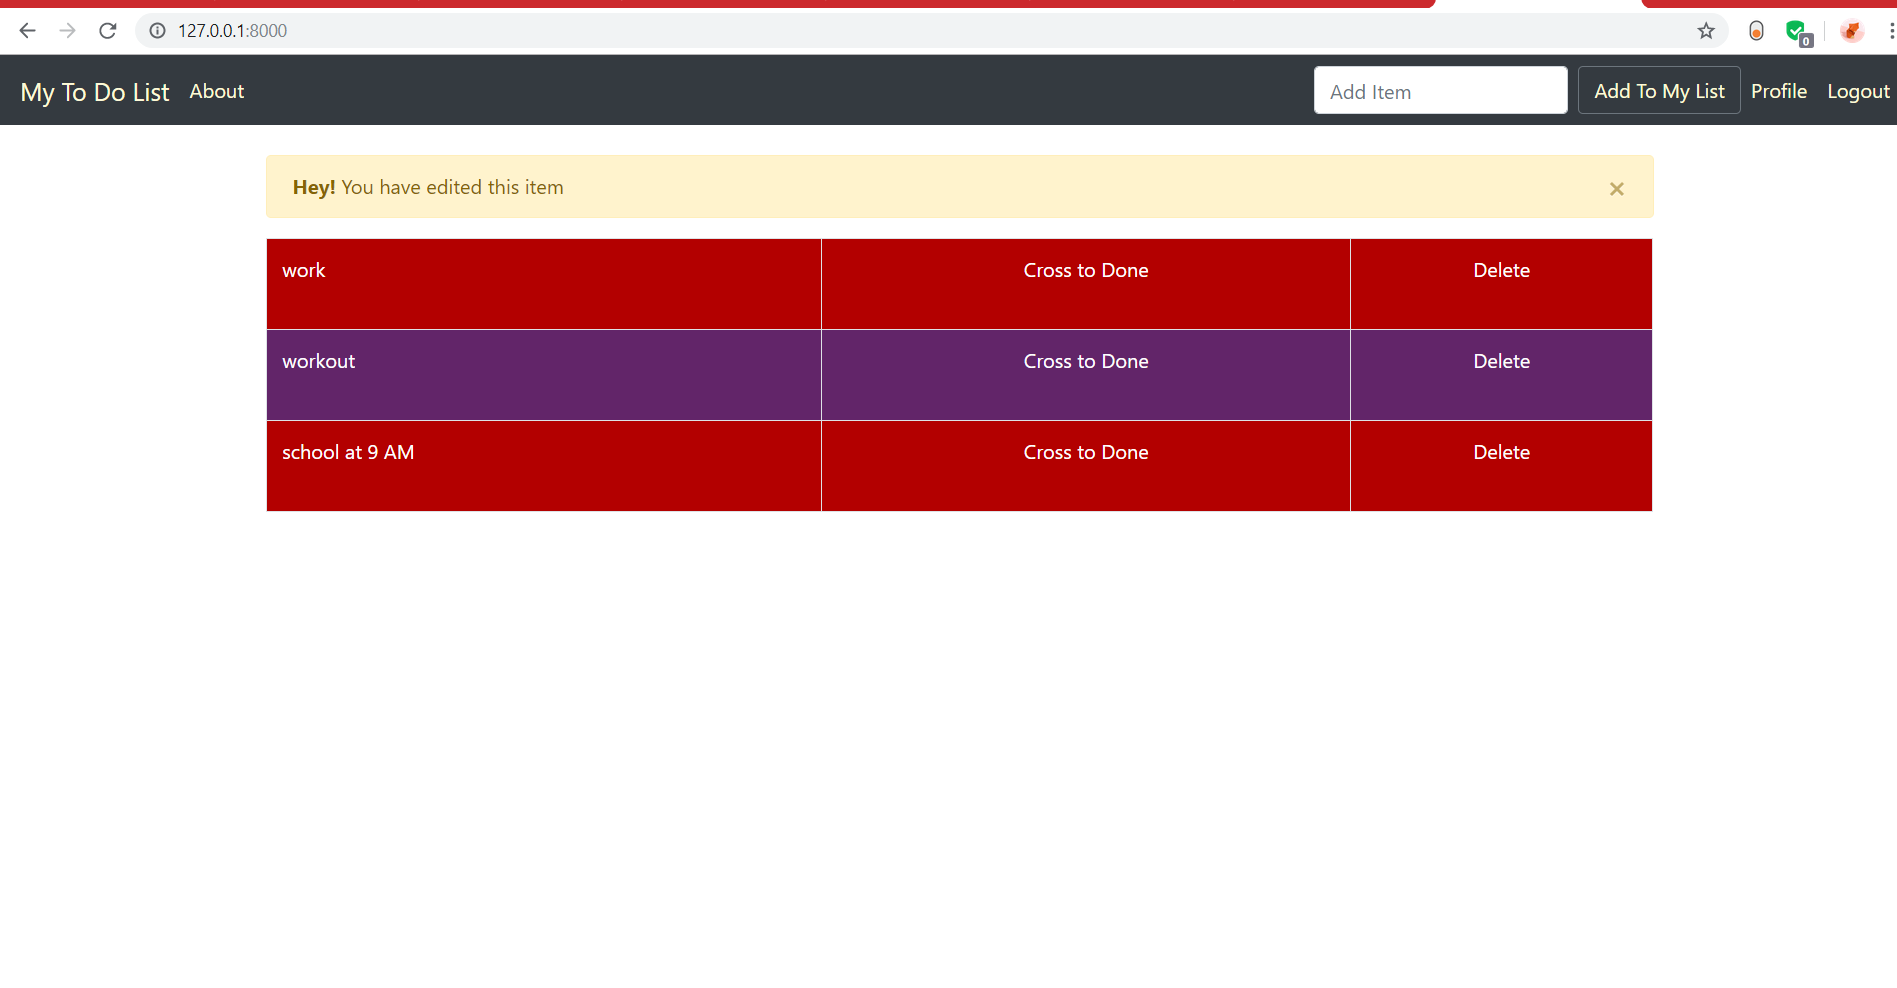 127.0.0.1:8000
0
My To Do List About Add Item Add To My List Profile Logout
Hey! You have edited this item ×
work Cross to Done Delete
workout Cross to Done Delete
school at 9 AM Cross to Done Delete